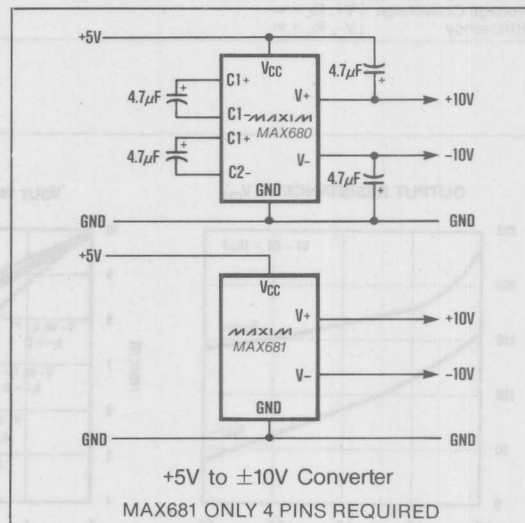 +5V
VCC
C1+
4.7µF
+
C1−
MAXIM
MAX680
C1+
4.7µF
+
C2−
V+
4.7µF
+
+10V
V−
−10V
4.7µF
+
GND
GND
GND
+5V
VCC
MAXIM
MAX681
V+
+10V
V−
−10V
GND
GND
GND
+5V to ±10V Converter
MAX681 ONLY 4 PINS REQUIRED